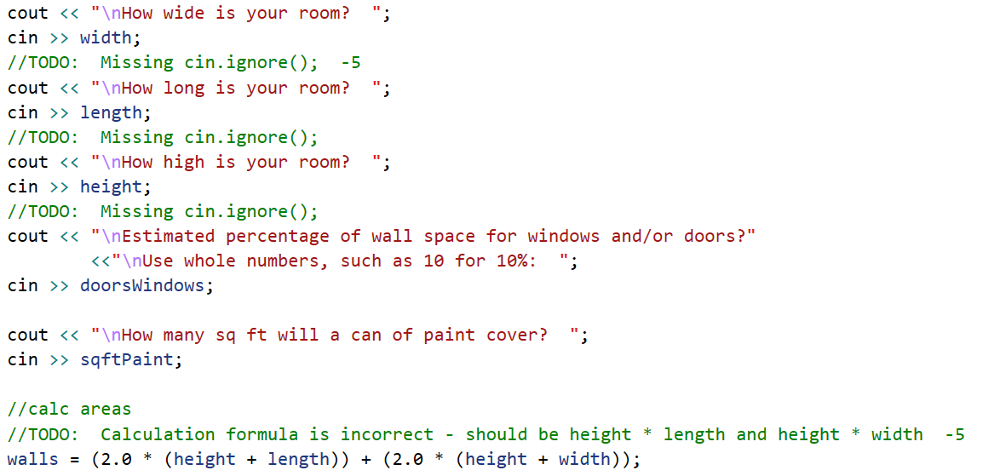 cout << "\nHow wide is your room?  ";
cin >> width;
//TODO:  Missing cin.ignore();  -5
cout << "\nHow long is your room?  ";
cin >> length;
//TODO:  Missing cin.ignore();
cout << "\nHow high is your room?  ";
cin >> height;
//TODO:  Missing cin.ignore();
cout << "\nEstimated percentage of wall space for windows and/or doors?"
        <<"\nUse whole numbers, such as 10 for 10%:  ";
cin >> doorsWindows;

cout << "\nHow many sq ft will a can of paint cover?  ";
cin >> sqftPaint;

//calc areas
//TODO:  Calculation formula is incorrect - should be height * length and height * width  -5
walls = (2.0 * (height + length)) + (2.0 * (height + width));